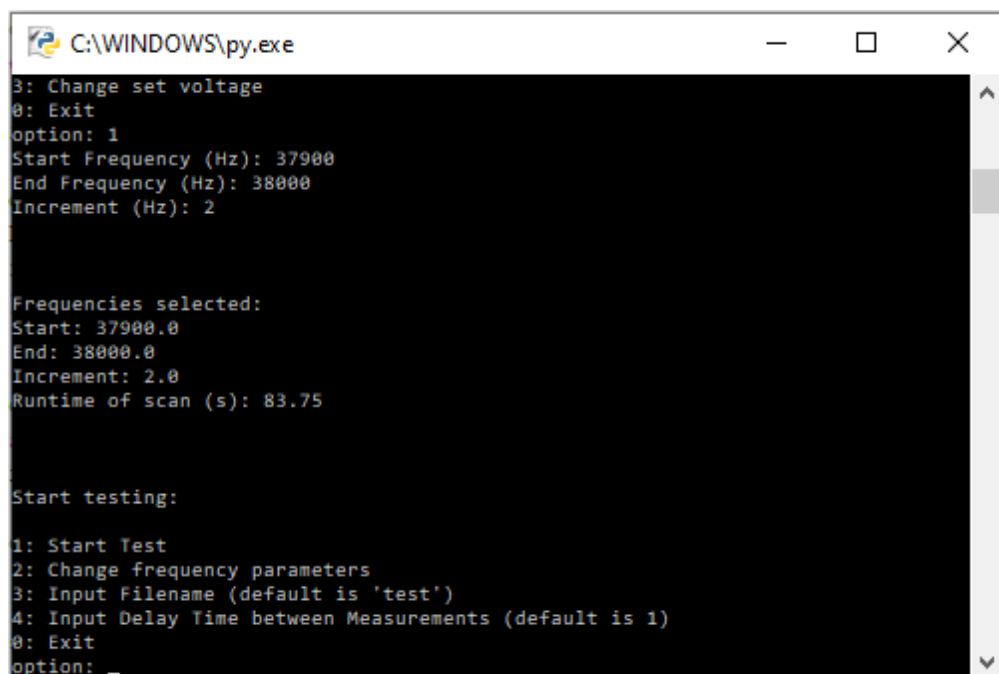 C:\WINDOWS\py.exe
3: Change set voltage
0: Exit
option: 1
Start Frequency (Hz): 37900
End Frequency (Hz): 38000
Increment (Hz): 2
Frequencies selected:
Start: 37900.0
End: 38000.0
Increment: 2.0
Runtime of scan (s): 83.75
Start testing:
1: Start Test
2: Change frequency parameters
3: Input Filename (default is 'test')
4: Input Delay Time between Measurements (default is 1)
0: Exit
option: _